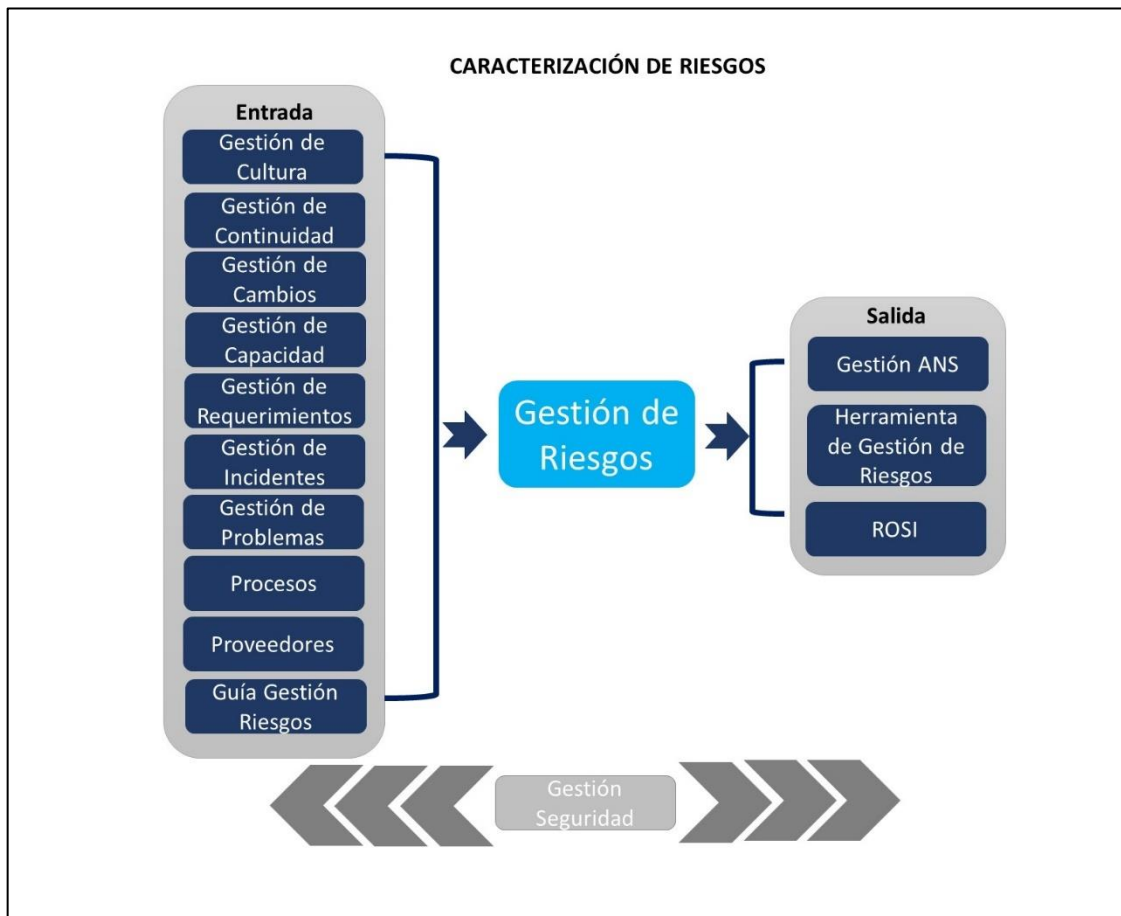 CARACTERIZACIÓN DE RIESGOS
Entrada
Gestión de
Cultura
Gestión de
Continuidad
Gestión de
Cambios
Gestión de
Capacidad
Gestión de
Requerimientos
Gestión de
Incidentes
Gestión de
Problemas
Procesos
Proveedores
Guía Gestión
Riesgos
Gestión de
Riesgos
Salida
Gestión ANS
Herramienta
de Gestión de
Riesgos
ROSI
Gestión
Seguridad